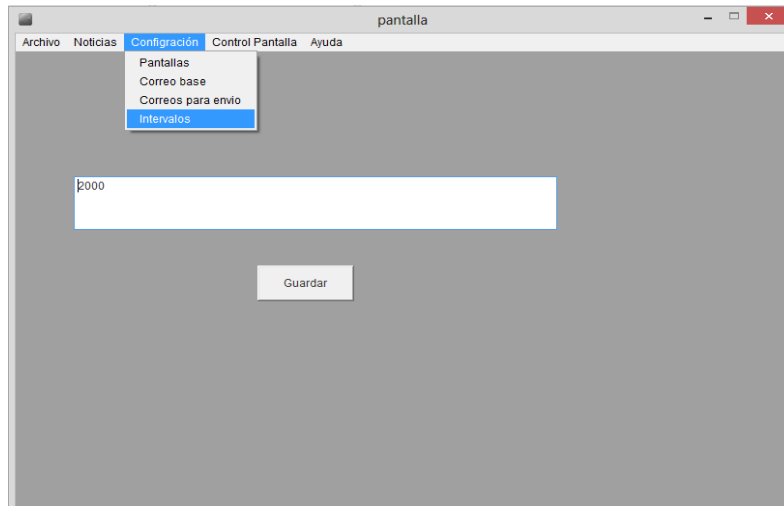 pantalla
Archivo Noticias Configración Control Pantalla Ayuda
Pantallas
Correo base
Correos para envio
Intervalos
2000
Guardar